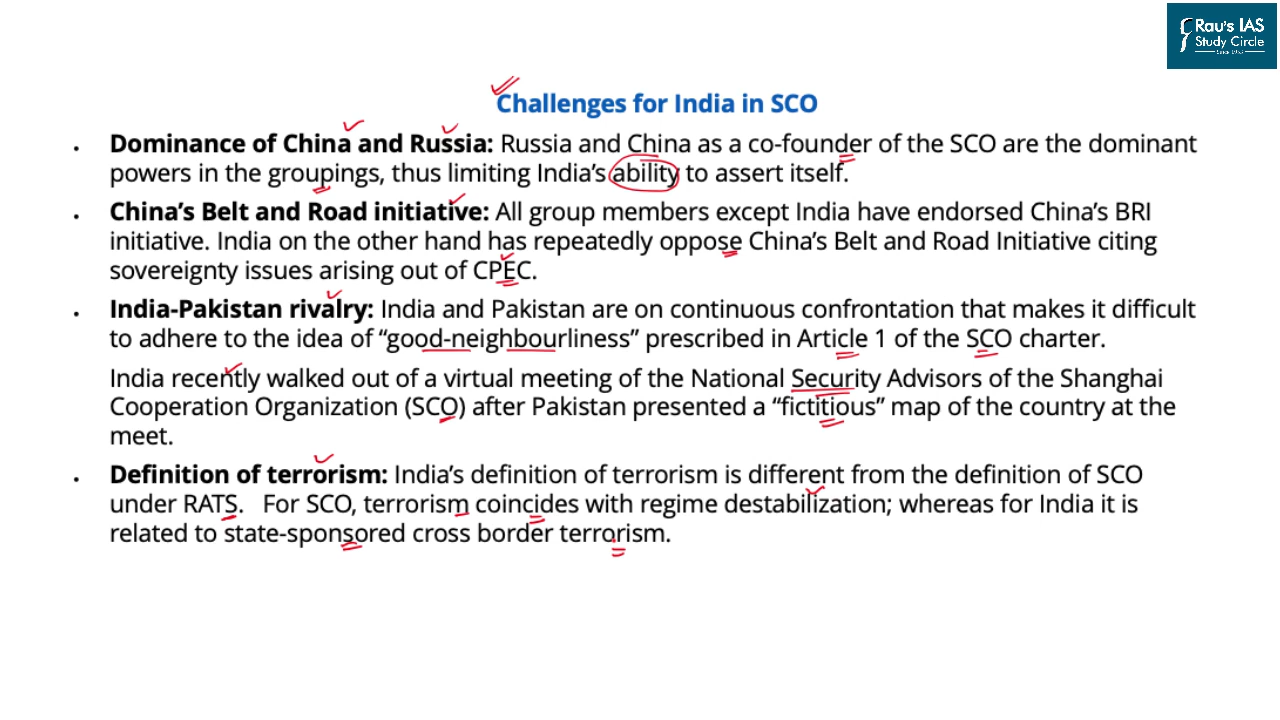 Rau's IAS
Study Circle
Challenges for India in SCO
• Dominance of China and Russia: Russia and China as a co-founder of the SCO are the dominant
powers in the groupings, thus limiting India's ability to assert itself.
• China's Belt and Road initiative: All group members except India have endorsed China's BRI
initiative. India on the other hand has repeatedly oppose China's Belt and Road Initiative citing
sovereignty issues arising out of CPEC.
• India-Pakistan rivalry: India and Pakistan are on continuous confrontation that makes it difficult
to adhere to the idea of “good-neighbourliness” prescribed in Article 1 of the SCO charter.
India recently walked out of a virtual meeting of the National Security Advisors of the Shanghai
Cooperation Organization (SCO) after Pakistan presented a “fictitious” map of the country at the
meet.
• Definition of terrorism: India's definition of terrorism is different from the definition of SCO
under RATS. For SCO, terrorism coincides with regime destabilization; whereas for India it is
related to state-sponsored cross border terrorism.